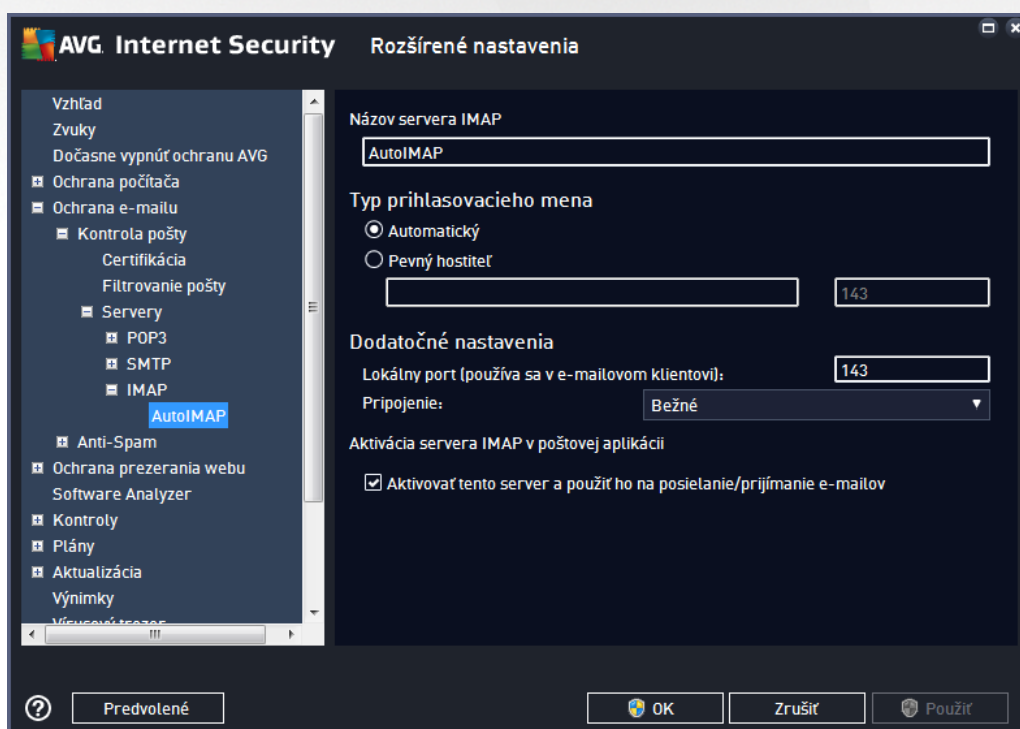 AVG. Internet Security Rozšírené nastavenia
Vzhľad
Zvuky
Dočasne vypnúť ochranu AVG
Ochrana počítača
Ochrana e-mailu
Kontrola pošty
Certifikácia
Filtrovanie pošty
Servery
POP3
SMTP
IMAP
AutoIMAP
Anti-Spam
Ochrana prezerania webu
Software Analyzer
Kontroly
Plány
Aktualizácia
Výnimky
Vírusový trezor
Názov servera IMAP
AutoIMAP
Typ prihlasovacieho mena
Automatický
Pevný hostiteľ
143
Dodatočné nastavenia
Lokálny port (používa sa v e-mailovom klientovi): 143
Pripojenie: Bežné
Aktivácia servera IMAP v poštovej aplikácii
Aktivovať tento server a použiť ho na posielanie/prijímanie e-mailov
Predvolené
OK
Zrušiť
Použiť